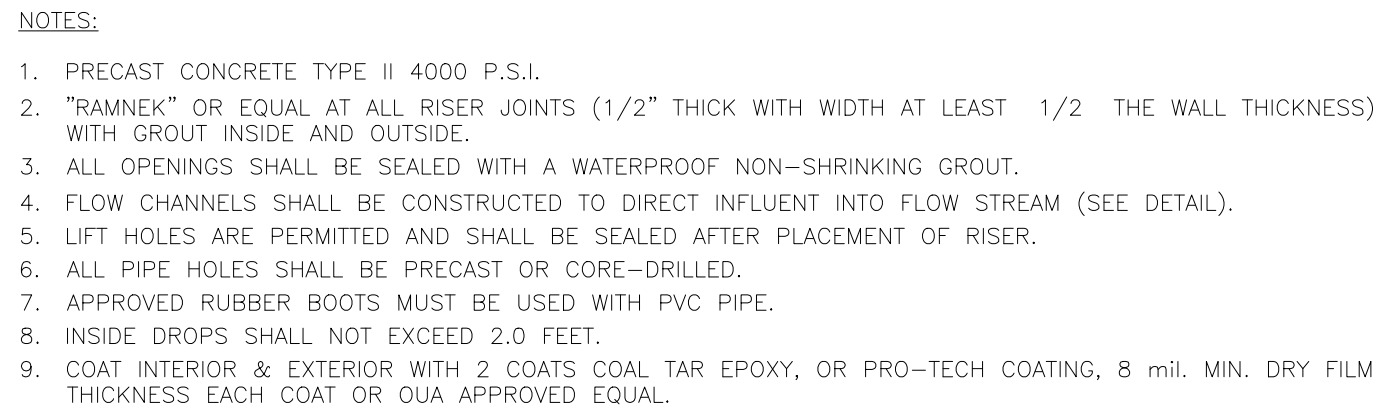 NOTES:
1. PRECAST CONCRETE TYPE II 4000 P.S.I.
2. "RAMNEK" OR EQUAL AT ALL RISER JOINTS (1/2" THICK WITH WIDTH AT LEAST 1/2 THE WALL THICKNESS)
WITH GROUT INSIDE AND OUTSIDE.
3. ALL OPENINGS SHALL BE SEALED WITH A WATERPROOF NON-SHRINKING GROUT.
4. FLOW CHANNELS SHALL BE CONSTRUCTED TO DIRECT INFLUENT INTO FLOW STREAM (SEE DETAIL).
5. LIFT HOLES ARE PERMITTED AND SHALL BE SEALED AFTER PLACEMENT OF RISER.
6. ALL PIPE HOLES SHALL BE PRECAST OR CORE-DRILLED.
7. APPROVED RUBBER BOOTS MUST BE USED WITH PVC PIPE.
8. INSIDE DROPS SHALL NOT EXCEED 2.0 FEET.
9. COAT INTERIOR & EXTERIOR WITH 2 COATS COAL TAR EPOXY, OR PRO-TECH COATING, 8 mil. MIN. DRY FILM
THICKNESS EACH COAT OR OUA APPROVED EQUAL.